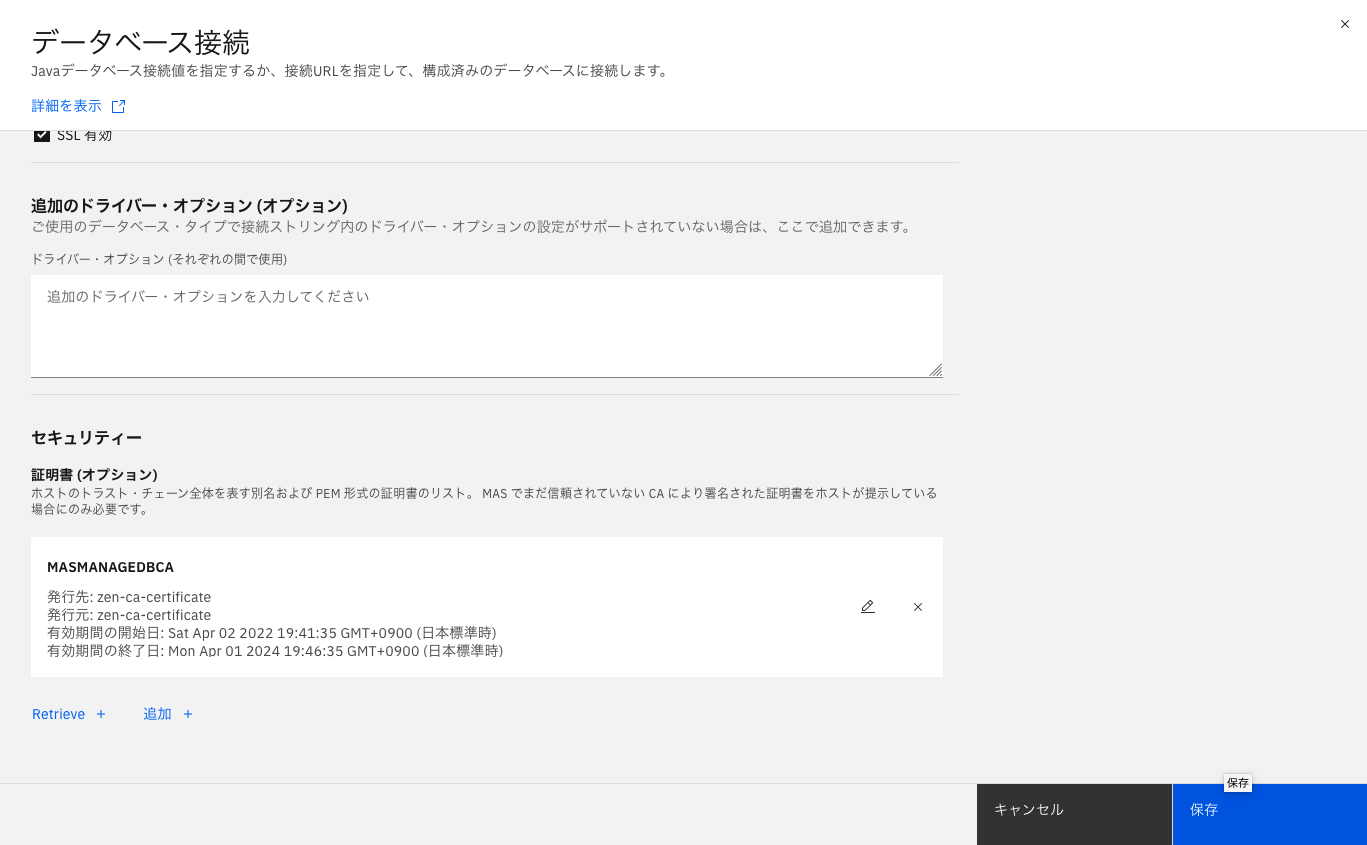 データベース接続
Javaデータベース接続値を指定するか、接続URLを指定して、構成済みのデータベースに接続します。
詳細を表示
SSL 有効
追加のドライバー・オプション (オプション)
ご使用のデータベース・タイプで接続ストリング内のドライバー・オプションの設定がサポートされていない場合は、ここで追加できます。
ドライバー・オプション (それぞれの間で使用)
追加のドライバー・オプションを入力してください
セキュリティー
証明書 (オプション)
ホストのトラスト・チェーン全体を表す別名および PEM 形式の証明書のリスト。 MAS でまだ信頼されていない CA により署名された証明書をホストが提示している
場合にのみ必要です。
MASMANAGEDBCA
発行先: zen-ca-certificate
発行元: zen-ca-certificate
有効期間の開始日: Sat Apr 02 2022 19:41:35 GMT+0900 (日本標準時)
有効期間の終了日: Mon Apr 01 2024 19:46:35 GMT+0900 (日本標準時)
Retrieve +
追加 +
保存
キャンセル
保存